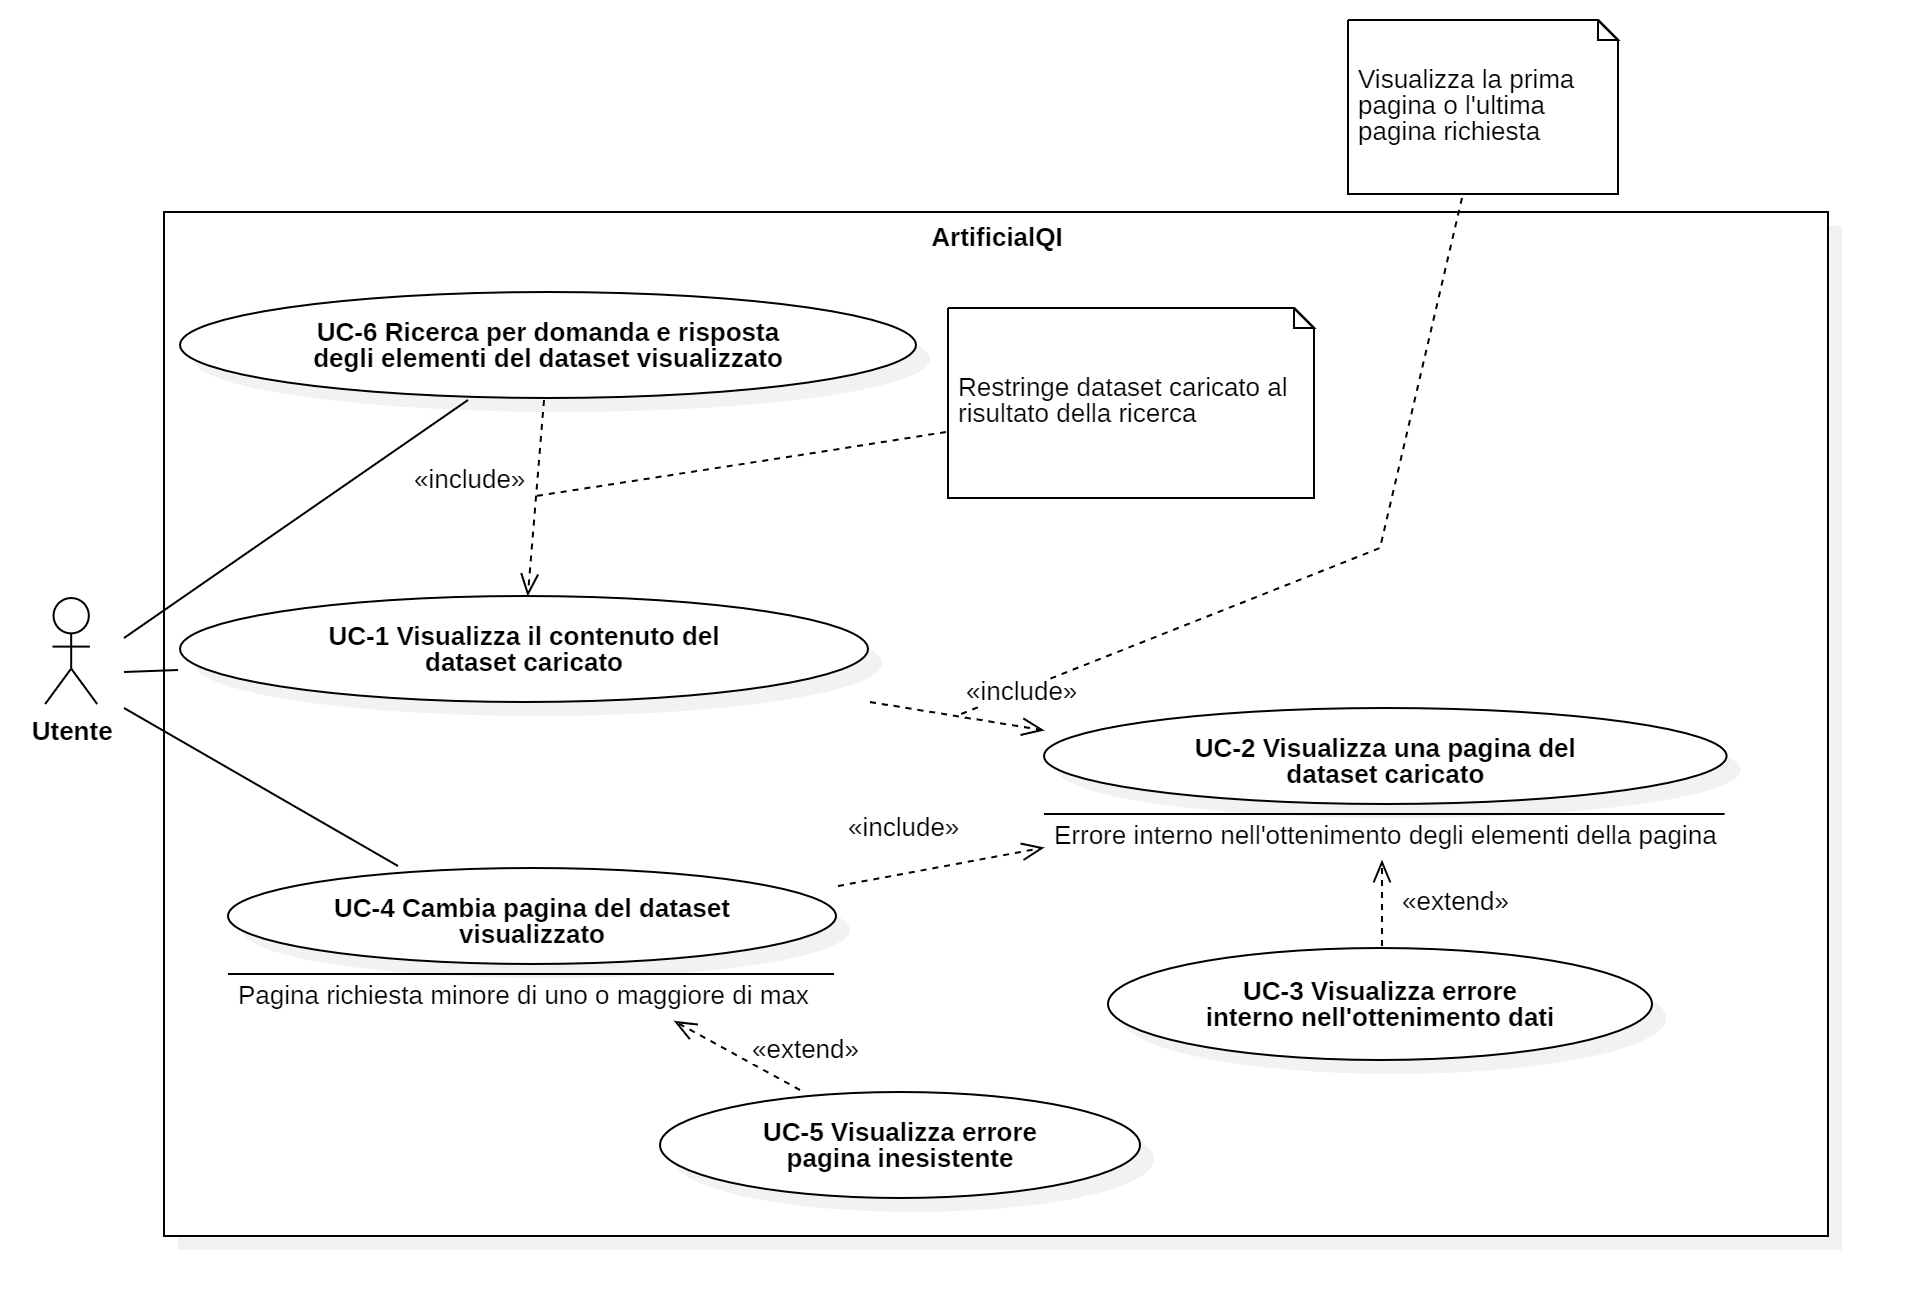 Visualizza la prima
pagina o l'ultima
pagina richiesta
ArtificialQI
UC-6 Ricerca per domanda e risposta
degli elementi del dataset visualizzato
Restringe dataset caricato al
risultato della ricerca
«include»
UC-1 Visualizza il contenuto del
dataset caricato
«include»
Utente
UC-2 Visualizza una pagina del
dataset caricato
Errore interno nell'ottenimento degli elementi della pagina
«include»
«extend»
UC-4 Cambia pagina del dataset
visualizzato
Pagina richiesta minore di uno o maggiore di max
UC-3 Visualizza errore
interno nell'ottenimento dati
«extend»
UC-5 Visualizza errore
pagina inesistente